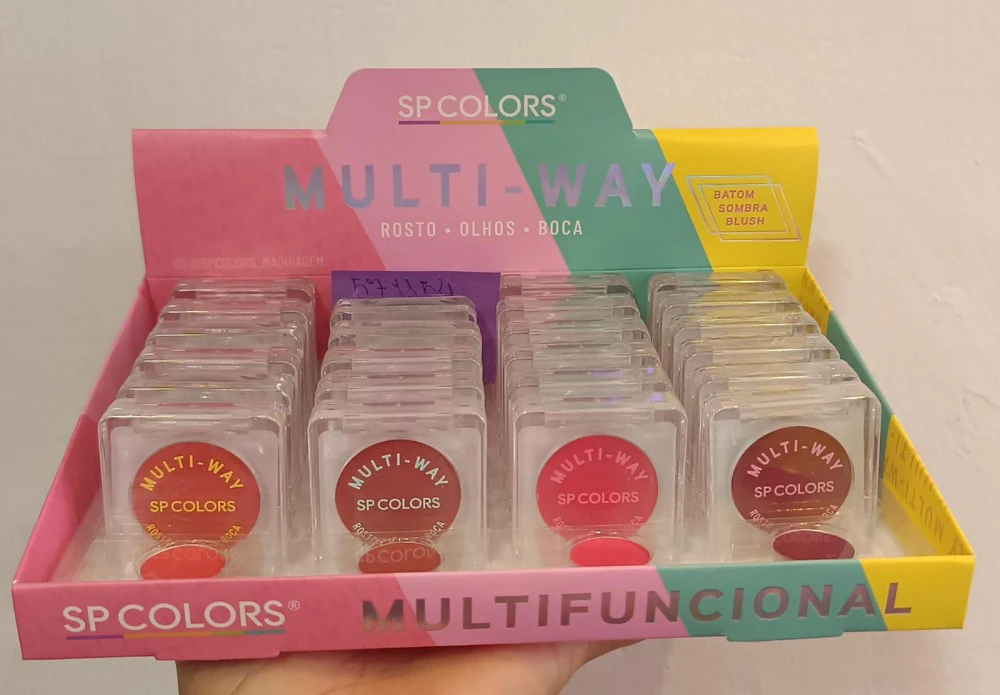 SP COLORS®
MULTI-WAY
ROSTO • OLHOS • BOCA
BATOM
SOMBRA
BLUSH
@SPCOLORS_MAQUIAGEM
MULTI-WAY
SP COLORS
MULTI-WAY
SP COLORS
MULTI-WAY
SP COLORS
MULTI-WAY
SP COLORS
SP COLORS®
MULTIFUNCIONAL